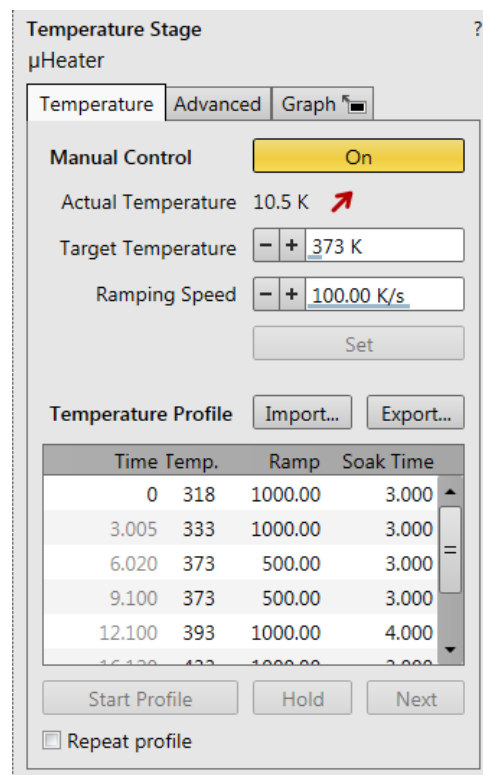 Temperature Stage ?
μHeater
Temperature Advanced Graph
Manual Control On
Actual Temperature 10.5 K
Target Temperature - + 373 K
Ramping Speed - + 100.00 K/s
Set
Temperature Profile Import... Export...
Time Temp. Ramp Soak Time
0 318 1000.00 3.000
3.005 333 1000.00 3.000
6.020 373 500.00 3.000
9.100 373 500.00 3.000
12.100 393 1000.00 4.000
Start Profile Hold Next
Repeat profile